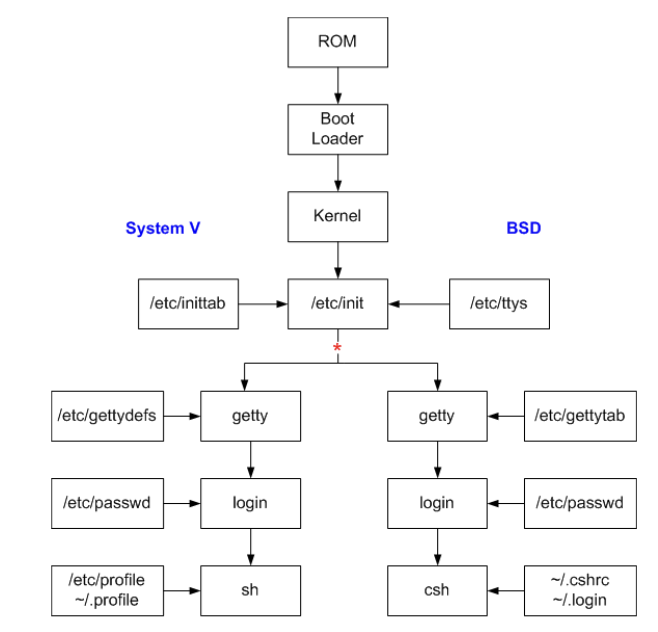 ROM
Boot
Loader
Kernel
System V
BSD
/etc/inittab
/etc/init
/etc/ttys
*
/etc/gettydefs
getty
getty
/etc/gettytab
/etc/passwd
login
login
/etc/passwd
/etc/profile
~/.profile
sh
csh
~/.cshrc
~/.login